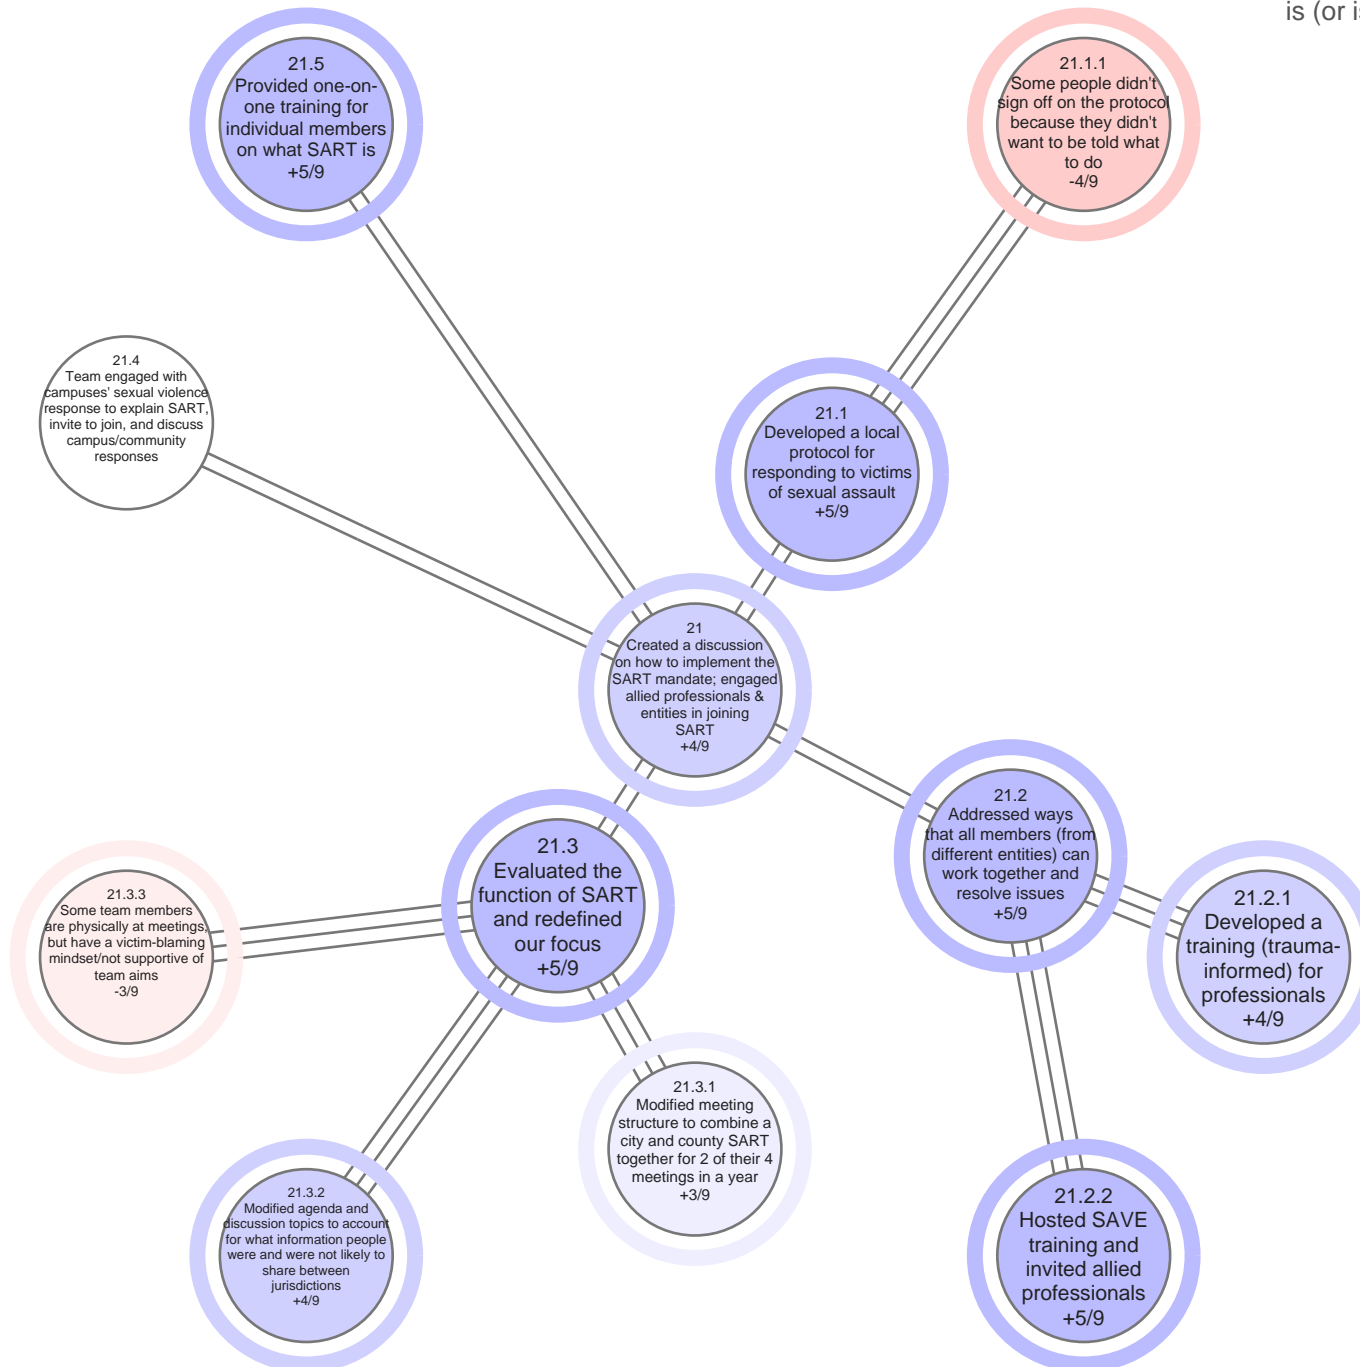 is (or is
21.5
Provided one-on-
one training for
individual members
on what SART is
+5/9
21.1.1
Some people didn't
sign off on the protocol
because they didn't
want to be told what
to do
-4/9
21.4
Team engaged with
campuses' sexual violence
response to explain SART,
invite to join, and discuss
campus/community
responses
21.1
Developed a local
protocol for
responding to victims
of sexual assault
+5/9
21
Created a discussion
on how to implement the
SART mandate; engaged
allied professionals &
entities in joining
SART
+4/9
21.2
Addressed ways
that all members (from
different entities) can
work together and
resolve issues
+5/9
21.3
Evaluated the
function of SART
and redefined
our focus
+5/9
21.3.3
Some team members
are physically at meetings,
but have a victim-blaming
mindset/not supportive of
team aims
-3/9
21.2.1
Developed a
training (trauma-
informed) for
professionals
+4/9
21.3.1
Modified meeting
structure to combine a
city and county SART
together for 2 of their 4
meetings in a year
+3/9
21.3.2
Modified agenda and
discussion topics to account
for what information people
were and were not likely to
share between
jurisdictions
+4/9
21.2.2
Hosted SAVE
training and
invited allied
professionals
+5/9